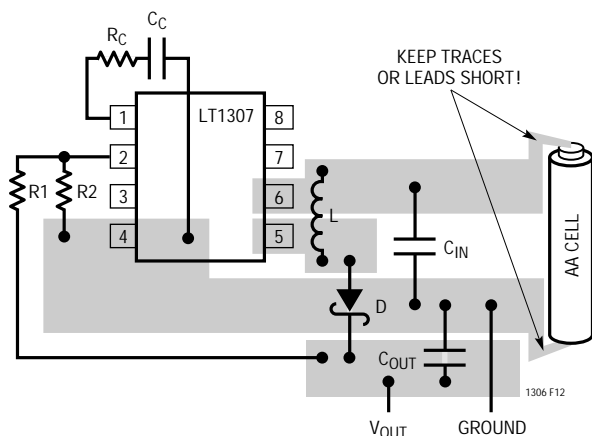 CC
RC
KEEP TRACES
OR LEADS SHORT!
LT1307
1
2
3
4
8
7
6
5
R1
R2
L
CIN
AA CELL
D
COUT
1306 F12
VOUT
GROUND